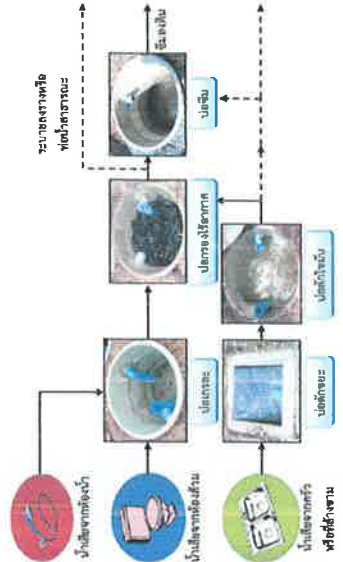 น้ำเสียจากห้องน้ำ
น้ำเสียจากห้องส้วม
น้ำเสียจากครัว
หรือที่ล้างจาน
บ่อเกรอะ
บ่อดักขยะ
บ่อกรองไร้อากาศ
บ่อดักไขมัน
บ่อซึม
ระบายลงรางหรือ
ท่อน้ำสาธารณะ
ซึมลงดิน